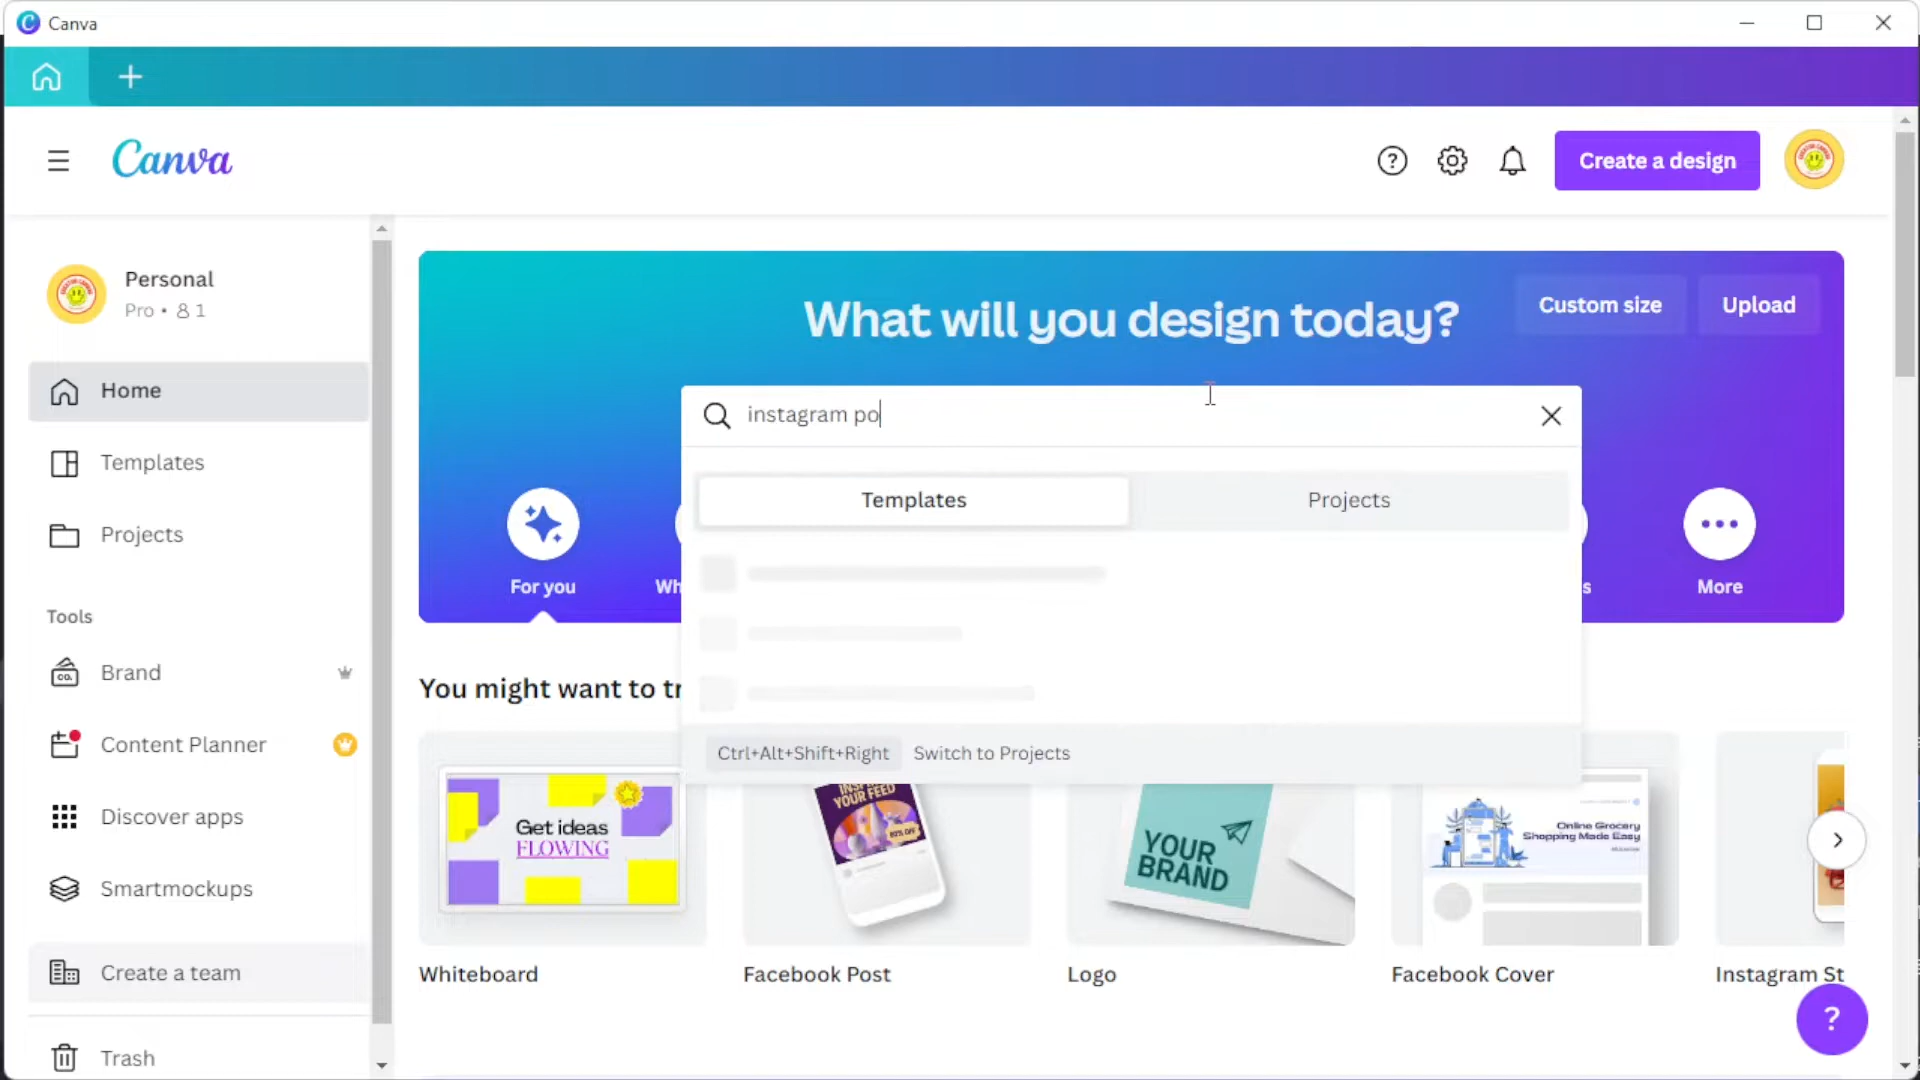 Canva
Canva
Create a design
Personal
Pro • 1
Home
Templates
Projects
Tools
Brand
Content Planner
Discover apps
Smartmockups
Create a team
Trash
What will you design today?
Custom size
Upload
instagram po
Templates
Projects
For you
Wh
s
More
Ctrl+Alt+Shift+Right Switch to Projects
You might want to tr
Get ideas
FLOWING
YOUR FEED
YOUR
BRAND
Online Grocery
Shopping Made Easy
Whiteboard
Facebook Post
Logo
Facebook Cover
Instagram St
?